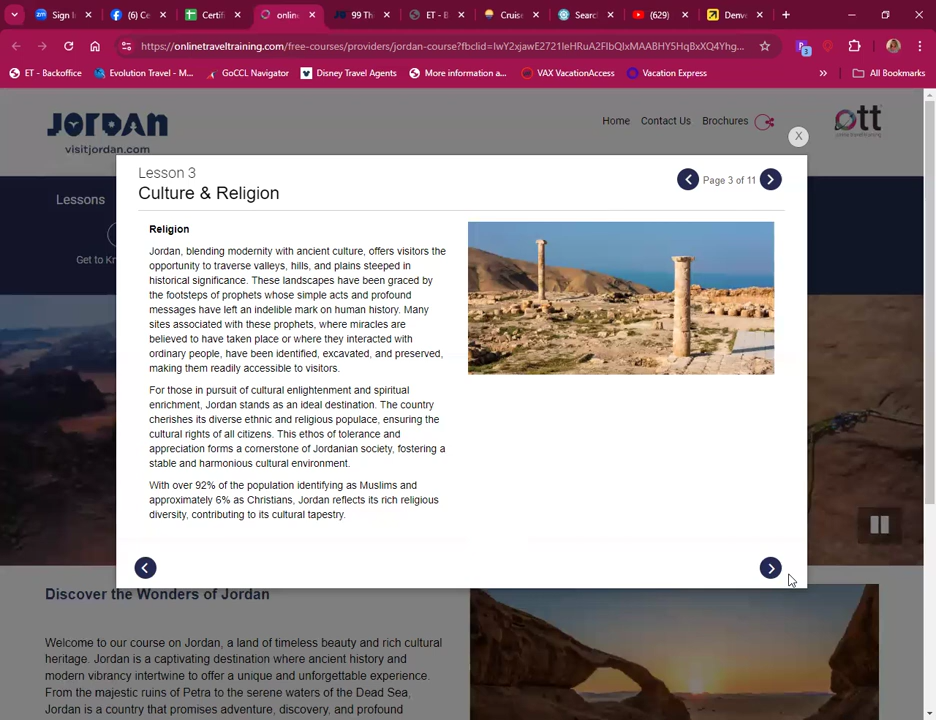 Sign I
(6) Ce
Certifi
online
99 Thi
ET - B
Cruise
Searc
(629)
Denve
https://onlinetraveltraining.com/free-courses/providers/jordan-course?fbclid=IwY2xjawE2721leHRuA2FlbQIxMAABHY5HqBxXQ4Yhg...
3
ET - Backoffice
Evolution Travel - M...
GoCCL Navigator
Disney Travel Agents
More information a...
VAX VacationAccess
Vacation Express
»
All Bookmarks
JORDAN
visitjordan.com
Home
Contact Us
Brochures
ott
X
Lessons
Get to Kn
Lesson 3
Culture & Religion
Page 3 of 11
Religion
Jordan, blending modernity with ancient culture, offers visitors the
opportunity to traverse valleys, hills, and plains steeped in
historical significance. These landscapes have been graced by
the footsteps of prophets whose simple acts and profound
messages have left an indelible mark on human history. Many
sites associated with these prophets, where miracles are
believed to have taken place or where they interacted with
ordinary people, have been identified, excavated, and preserved,
making them readily accessible to visitors.
For those in pursuit of cultural enlightenment and spiritual
enrichment, Jordan stands as an ideal destination. The country
cherishes its diverse ethnic and religious populace, ensuring the
cultural rights of all citizens. This ethos of tolerance and
appreciation forms a cornerstone of Jordanian society, fostering a
stable and harmonious cultural environment.
With over 92% of the population identifying as Muslims and
approximately 6% as Christians, Jordan reflects its rich religious
diversity, contributing to its cultural tapestry.
Discover the Wonders of Jordan
Welcome to our course on Jordan, a land of timeless beauty and rich cultural
heritage. Jordan is a captivating destination where ancient history and
modern vibrancy intertwine to offer a unique and unforgettable experience.
From the majestic ruins of Petra to the serene waters of the Dead Sea,
Jordan is a country that promises adventure, discovery, and profound